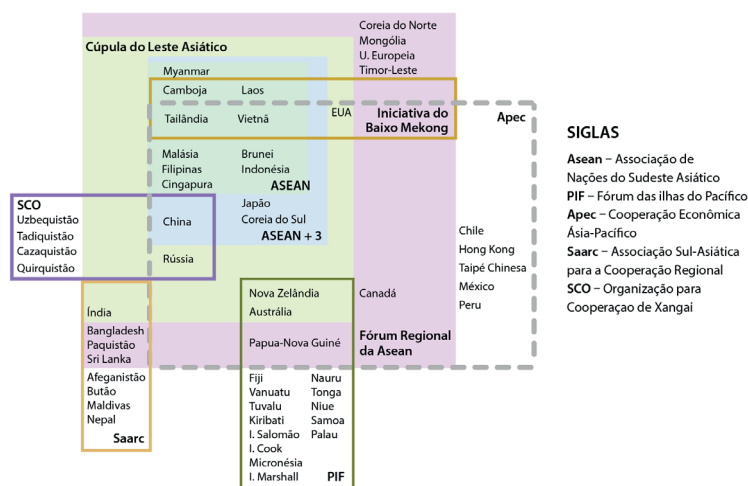 Coreia do Norte
Mongólia
U. Europeia
Timor-Leste
Cúpula do Leste Asiático
Myanmar
Camboja Laos
Tailândia Vietnã
EUA
Iniciativa do
Baixo Mekong
Apec
Malásia Brunei
Filipinas Indonésia
Cingapura
ASEAN
SCO
Uzbequistão
Tadiquistão
Cazaquistão
Quirquistão
China
Japão
Coreia do Sul
ASEAN + 3
Rússia
Chile
Hong Kong
Taipé Chinesa
México
Peru
Nova Zelândia
Austrália
Canadá
Papua-Nova Guiné
Fórum Regional
da Asean
Índia
Bangladesh
Paquistão
Sri Lanka
Afeganistão
Butão
Maldivas
Nepal
Saarc
Fiji Nauru
Vanuatu Tonga
Tuvalu Niue
Kiribati Samoa
I. Salomão Palau
I. Cook
Micronésia
I. Marshall
PIF
SIGLAS
Asean – Associação de
Nações do Sudeste Asiático
PIF – Fórum das ilhas do Pacífico
Apec – Cooperação Econômica
Ásia-Pacífico
Saarc – Associação Sul-Asiática
para a Cooperação Regional
SCO – Organização para
Cooperaçao de Xangai